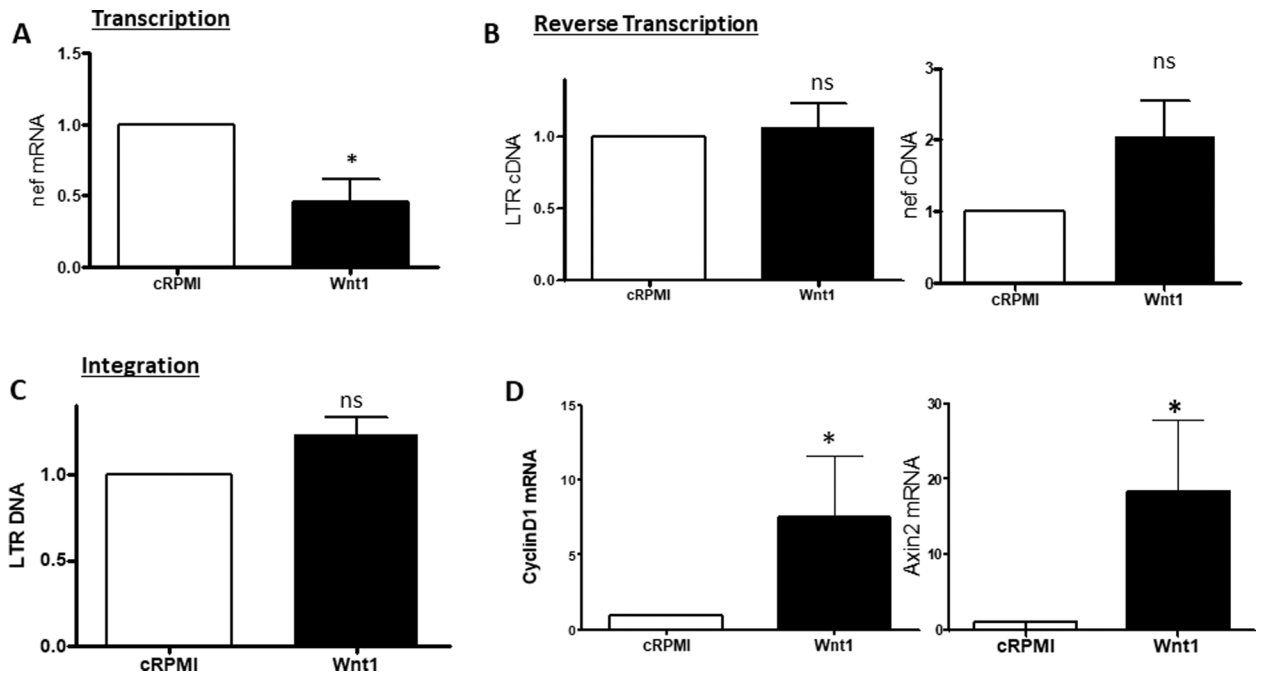 A
Transcription
nef mRNA
1.5
1.0
0.5
0.0
*
cRPMI
Wnt1
B
Reverse Transcription
LTR cDNA
1.0
0.5
0.0
ns
cRPMI
Wnt1
nef cDNA
3
2
1
0
ns
cRPMI
Wnt1
C
Integration
LTR DNA
1.0
0.5
0.0
ns
cRPMI
Wnt1
D
CyclinD1 mRNA
15
10
5
0
*
cRPMI
Wnt1
Axin2 mRNA
30
20
10
0
*
cRPMI
Wnt1